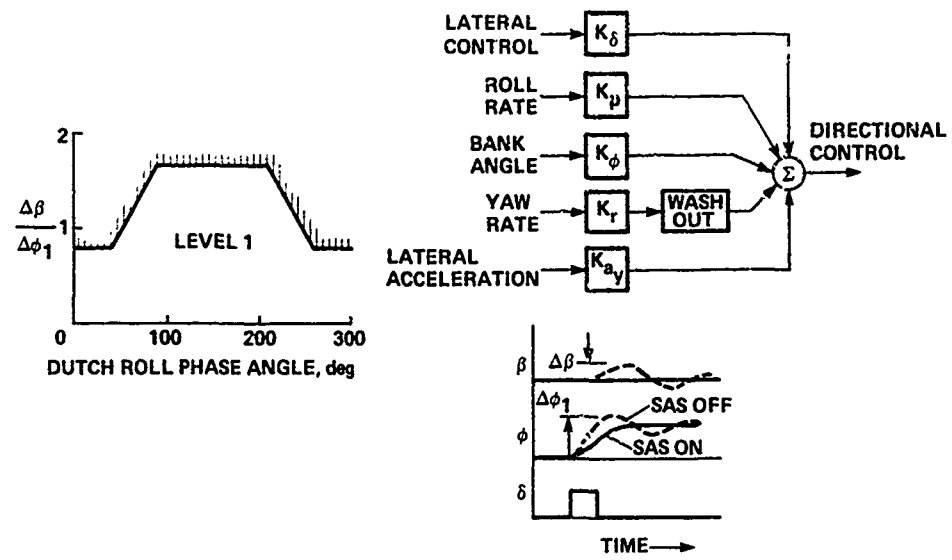 2
Δβ
Δφ₁
1
LEVEL 1
0
100
200
300
DUTCH ROLL PHASE ANGLE, deg
LATERAL
CONTROL
Kδ
ROLL
RATE
Kp
BANK
ANGLE
Kφ
YAW
RATE
Kr
WASH
OUT
LATERAL
ACCELERATION
Kay
Σ
DIRECTIONAL
CONTROL
β
Δβ
Δφ₁
SAS OFF
φ
SAS ON
δ
TIME